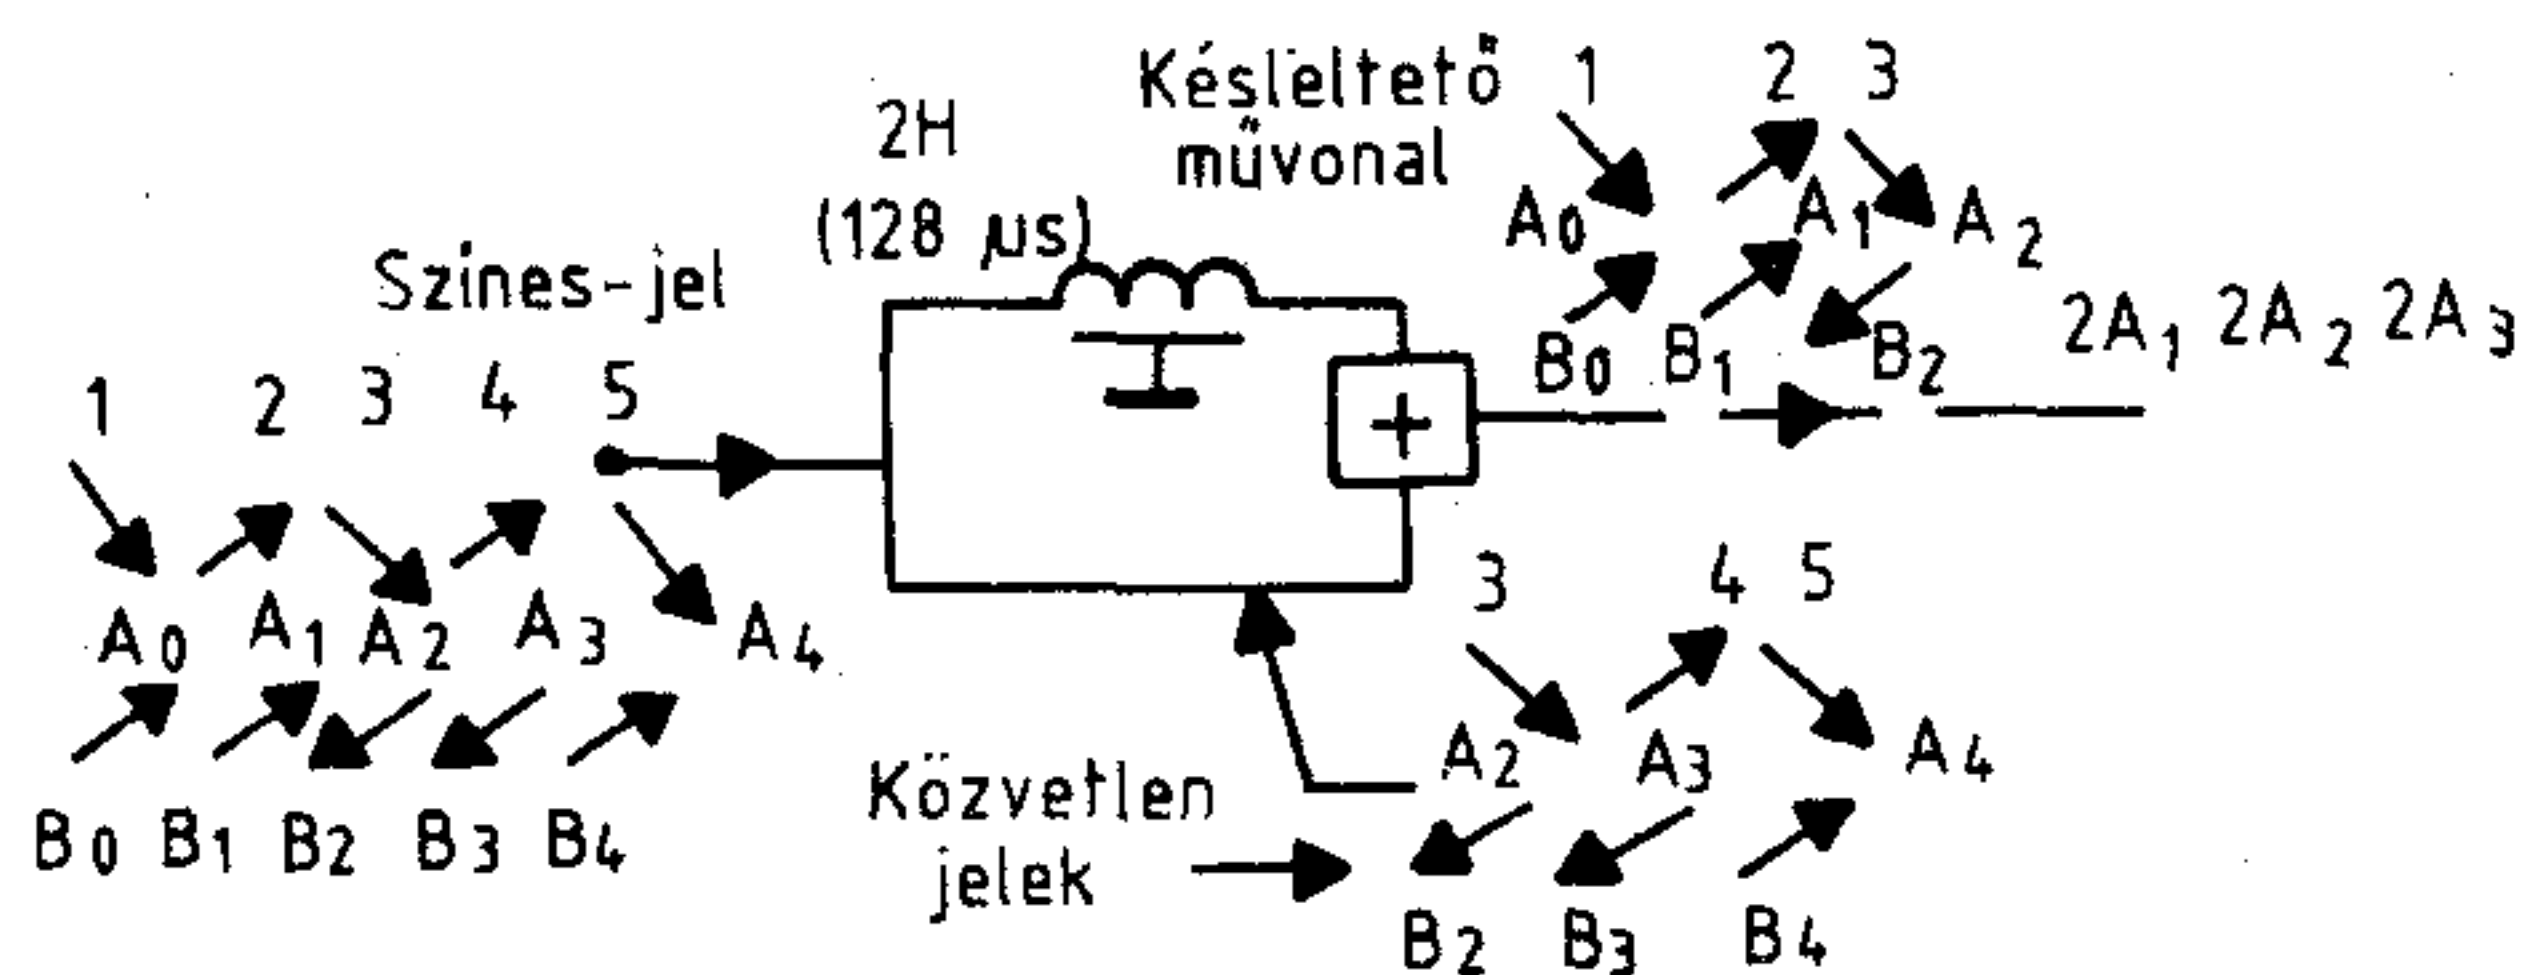 Késleltető
művonal
1 2 3
2H
(128 µs)
A0 A1 A2
Színes-jel
B0 B1 B2
2A1 2A2 2A3
1 2 3 4 5
+
3 4 5
A0 A1 A2 A3 A4
A2 A3 A4
Közvetlen
jelek
B0 B1 B2 B3 B4
B2 B3 B4